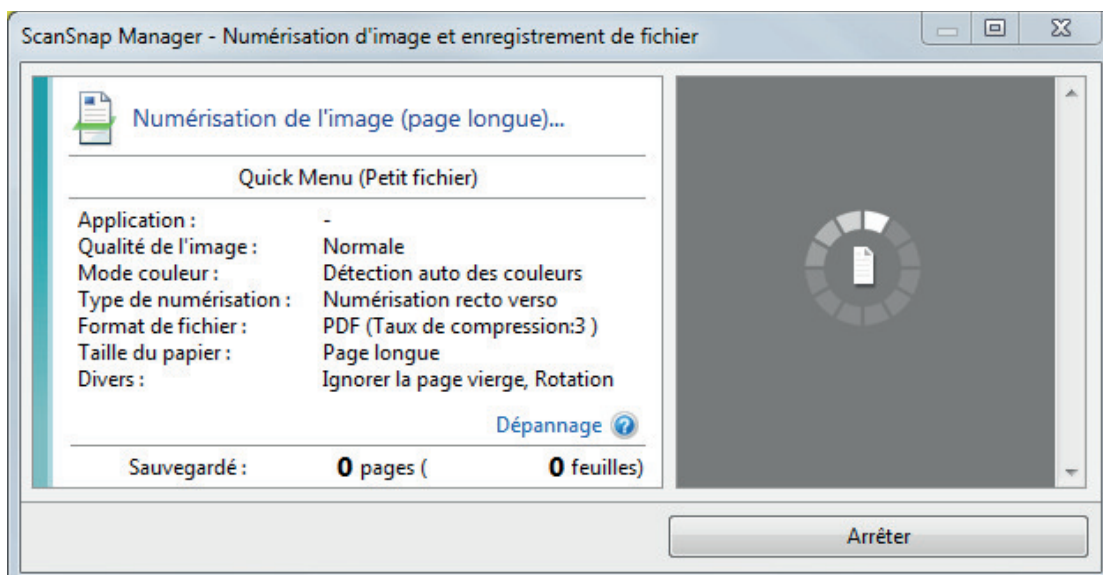 ScanSnap Manager - Numérisation d'image et enregistrement de fichier
Numérisation de l'image (page longue)...
Quick Menu (Petit fichier)
Application : -
Qualité de l'image : Normale
Mode couleur : Détection auto des couleurs
Type de numérisation : Numérisation recto verso
Format de fichier : PDF (Taux de compression:3 )
Taille du papier : Page longue
Divers : Ignorer la page vierge, Rotation
Dépannage
Sauvegardé : 0 pages ( 0 feuilles)
Arrêter